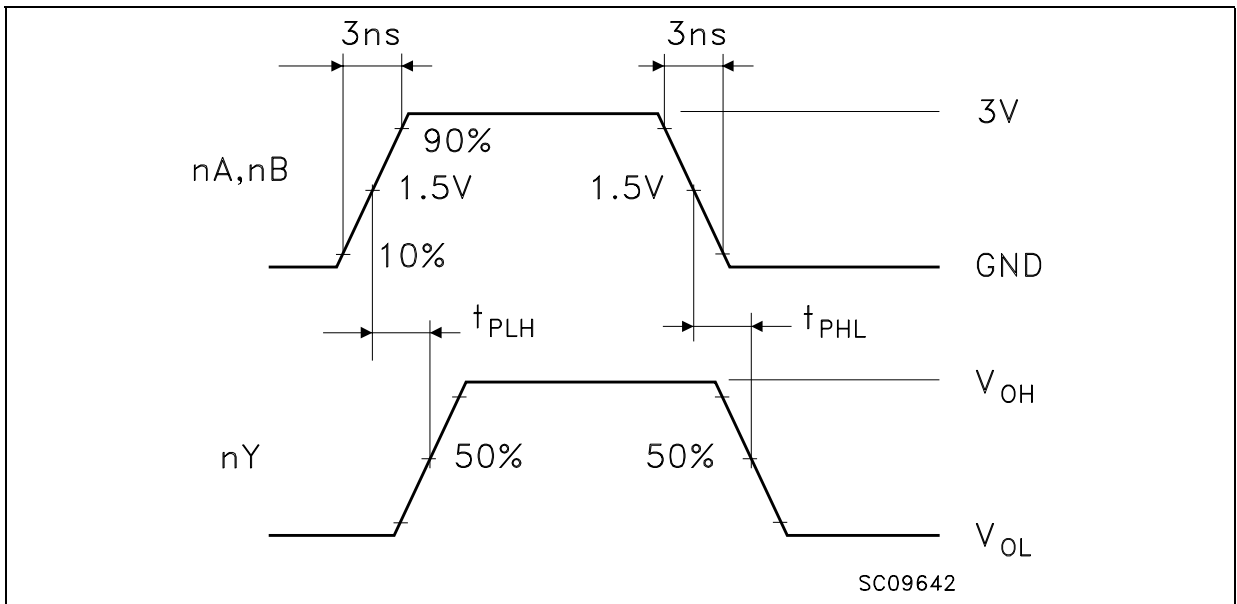 3ns 3ns
3V
90%
nA,nB
1.5V 1.5V
10%
GND
tPLH tPHL
VOH
nY
50% 50%
VOL
SC09642